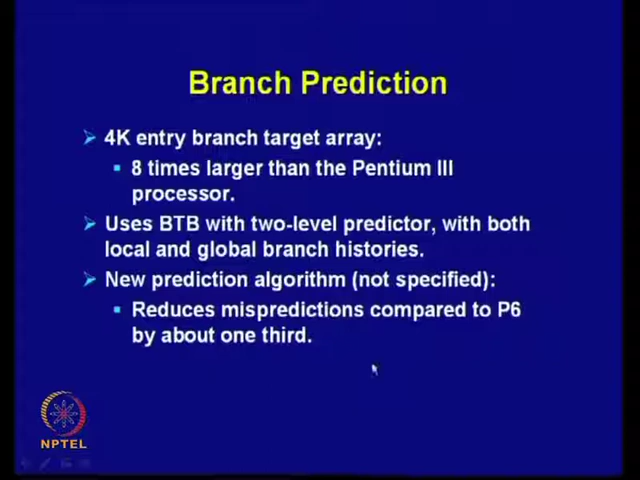 Branch Prediction
4K entry branch target array:
8 times larger than the Pentium III
processor.
Uses BTB with two-level predictor, with both
local and global branch histories.
New prediction algorithm (not specified):
Reduces mispredictions compared to P6
by about one third.
NPTEL